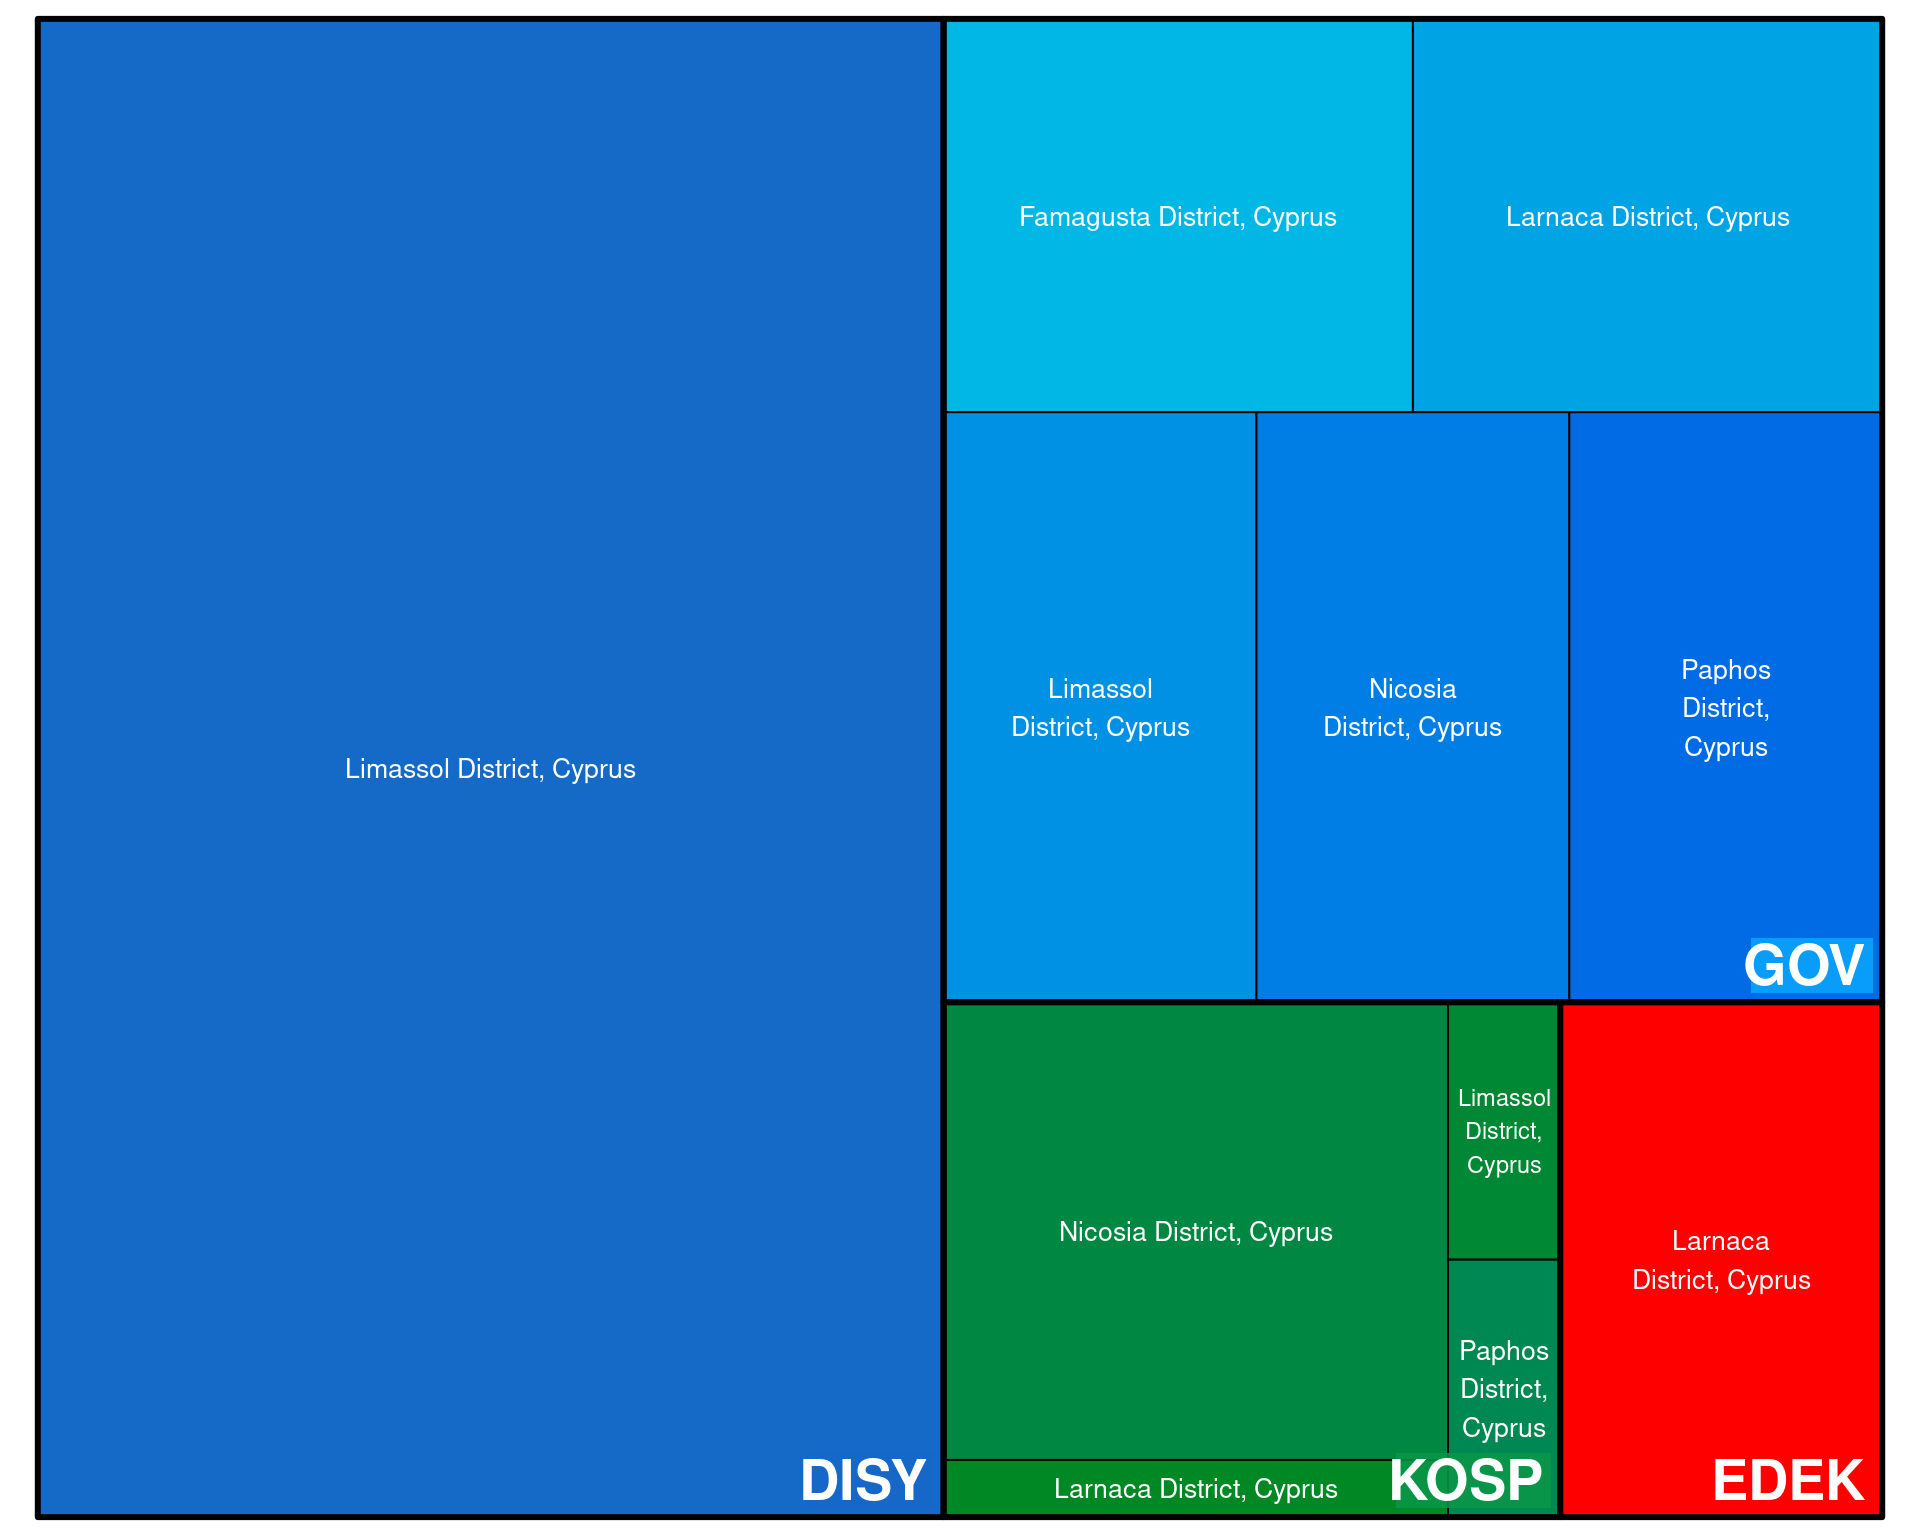 Limassol District, Cyprus
DISY
Famagusta District, Cyprus
Larnaca District, Cyprus
Limassol
District, Cyprus
Nicosia
District, Cyprus
Paphos
District,
Cyprus
GOV
Nicosia District, Cyprus
Limassol
District,
Cyprus
Paphos
District,
Cyprus
Larnaca District, Cyprus
KOSP
Larnaca
District, Cyprus
EDEK